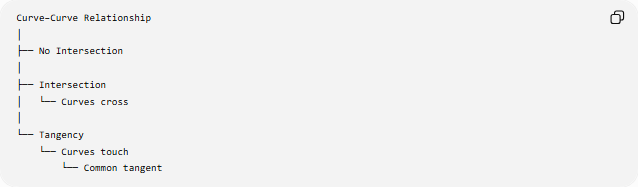 Curve–Curve Relationship
│
├── No Intersection
│
├── Intersection
│   └── Curves cross
│
└── Tangency
    └── Curves touch
        └── Common tangent